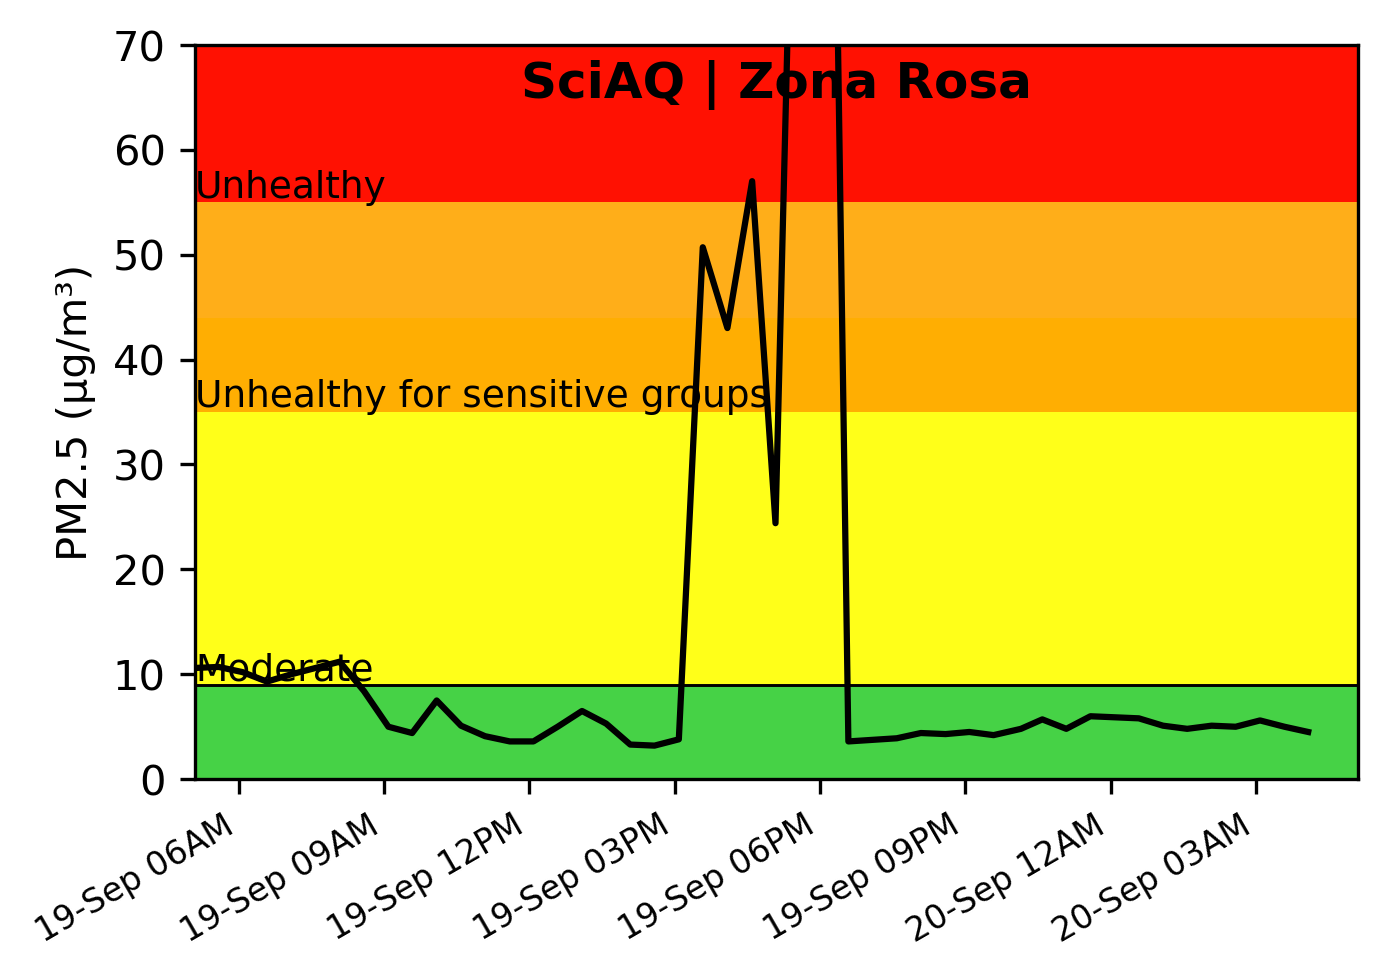 SciAQ | Zona Rosa
PM2.5 (µg/m³)
70
60
50
40
30
20
10
0
Unhealthy
Unhealthy for sensitive groups
Moderate
19-Sep 06AM
19-Sep 09AM
19-Sep 12PM
19-Sep 03PM
19-Sep 06PM
19-Sep 09PM
20-Sep 12AM
20-Sep 03AM